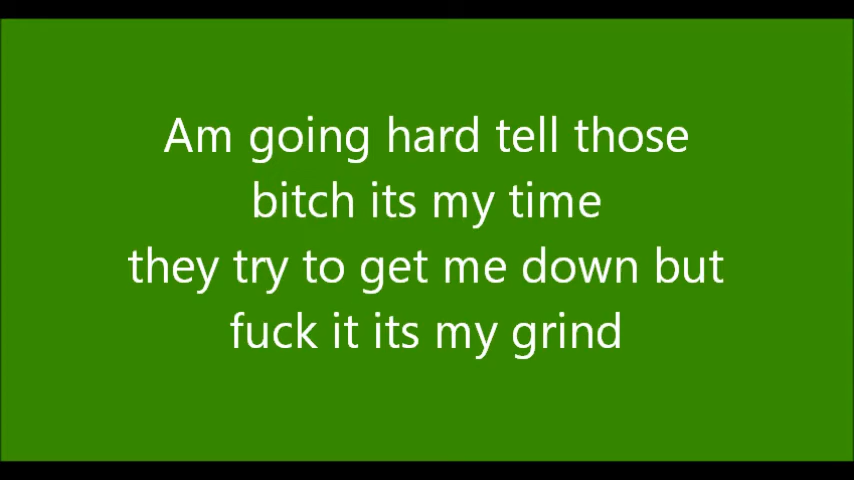 Am going hard tell those
bitch its my time
they try to get me down but
fuck it its my grind